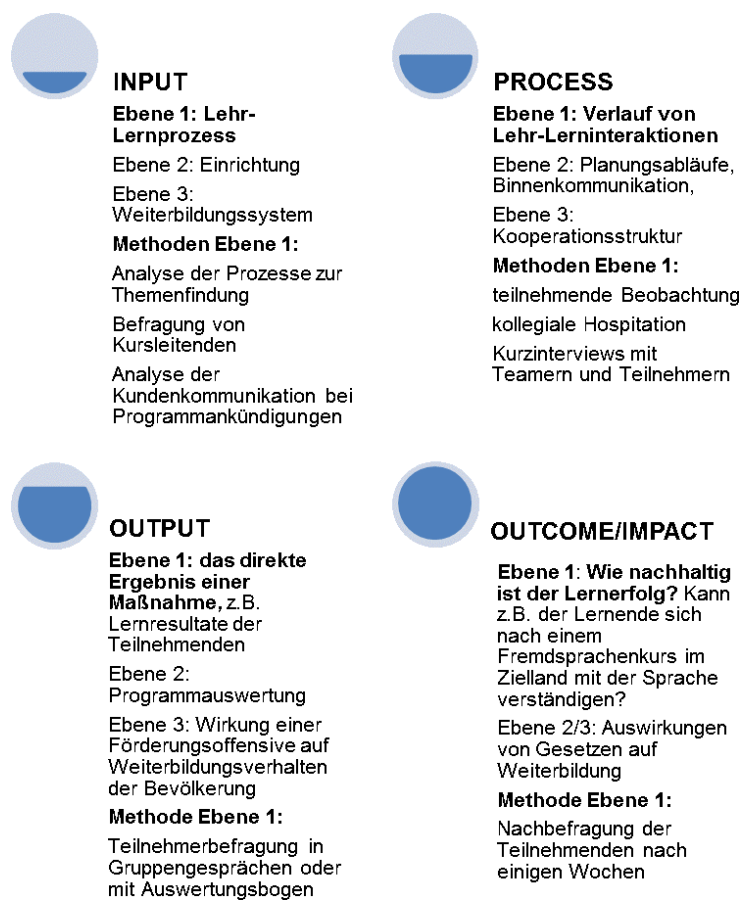 INPUT
Ebene 1: Lehr-
Lernprozess
Ebene 2: Einrichtung
Ebene 3:
Weiterbildungssystem
Methoden Ebene 1:
Analyse der Prozesse zur
Themenfindung
Befragung von
Kursleitenden
Analyse der
Kundenkommunikation bei
Programmankündigungen
PROCESS
Ebene 1: Verlauf von
Lehr-Lerninteraktionen
Ebene 2: Planungsabläufe,
Binnenkommunikation,
Ebene 3:
Kooperationsstruktur
Methoden Ebene 1:
teilnehmende Beobachtung
kollegiale Hospitation
Kurzinterviews mit
Teamern und Teilnehmern
OUTPUT
Ebene 1: das direkte
Ergebnis einer
Maßnahme, z.B.
Lernresultate der
Teilnehmenden
Ebene 2:
Programmauswertung
Ebene 3: Wirkung einer
Förderungsoffensive auf
Weiterbildungsverhalten
der Bevölkerung
Methode Ebene 1:
Teilnehmerbefragung in
Gruppengesprächen oder
mit Auswertungsbogen
OUTCOME/IMPACT
Ebene 1: Wie nachhaltig
ist der Lernerfolg? Kann
z.B. der Lernende sich
nach einem
Fremdsprachenkurs im
Zielland mit der Sprache
verständigen?
Ebene 2/3: Auswirkungen
von Gesetzen auf
Weiterbildung
Methode Ebene 1:
Nachbefragung der
Teilnehmenden nach
einigen Wochen